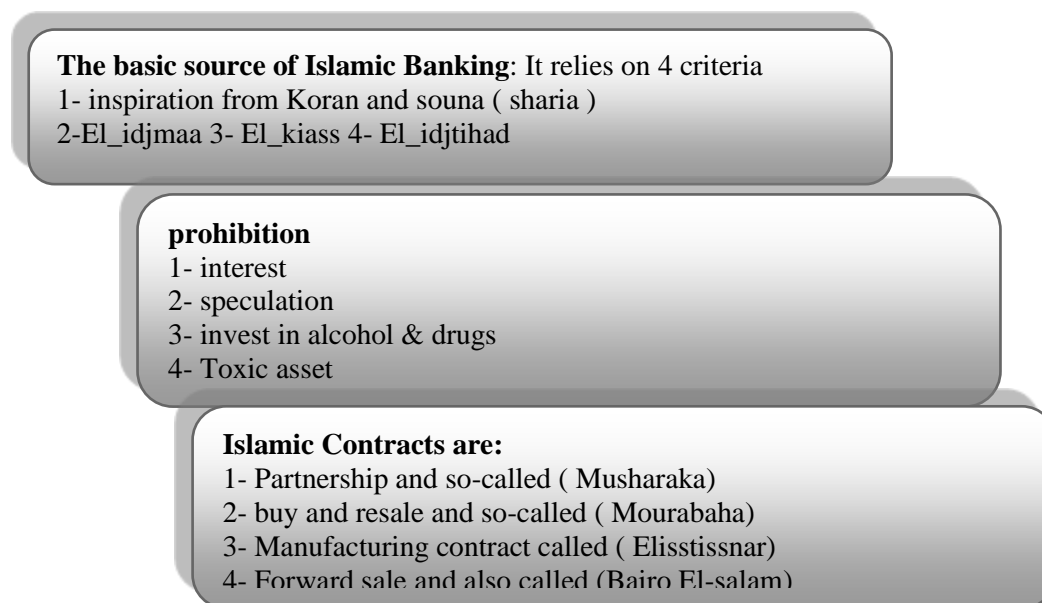 The basic source of Islamic Banking: It relies on 4 criteria
1- inspiration from Koran and souna ( sharia )
2-El_idjmaa 3- El_kiass 4- El_idjtihad
prohibition
1- interest
2- speculation
3- invest in alcohol & drugs
4- Toxic asset
Islamic Contracts are:
1- Partnership and so-called ( Musharaka)
2- buy and resale and so-called ( Mourabaha)
3- Manufacturing contract called ( Elisstissnar)
4- Forward sale and also called (Bairo El-salam)